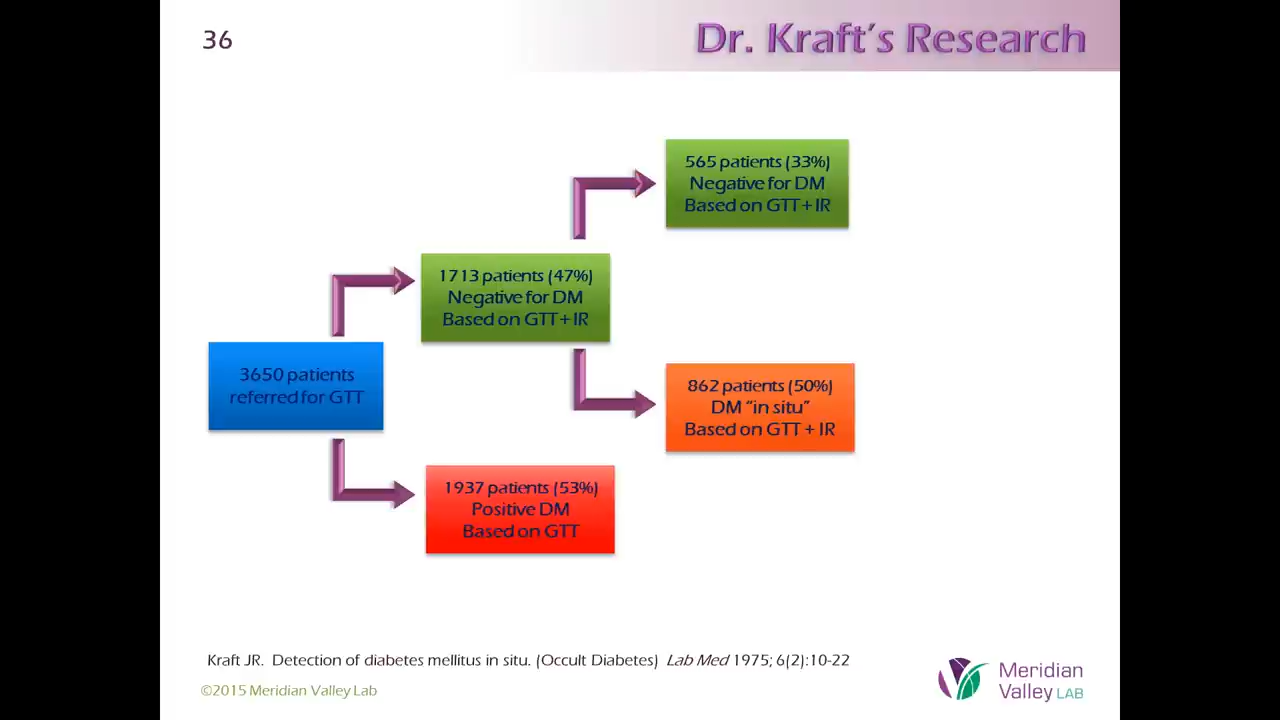 36
Dr. Kraft's Research
565 patients (33%)
Negative for DM
Based on GTT + IR
1713 patients (47%)
Negative for DM
Based on GTT + IR
3650 patients
referred for GTT
862 patients (50%)
DM "in situ"
Based on GTT + IR
1937 patients (53%)
Positive DM
Based on GTT
Kraft JR. Detection of diabetes mellitus in situ. (Occult Diabetes) Lab Med 1975; 6(2):10-22
©2015 Meridian Valley Lab
Meridian
Valley LAB